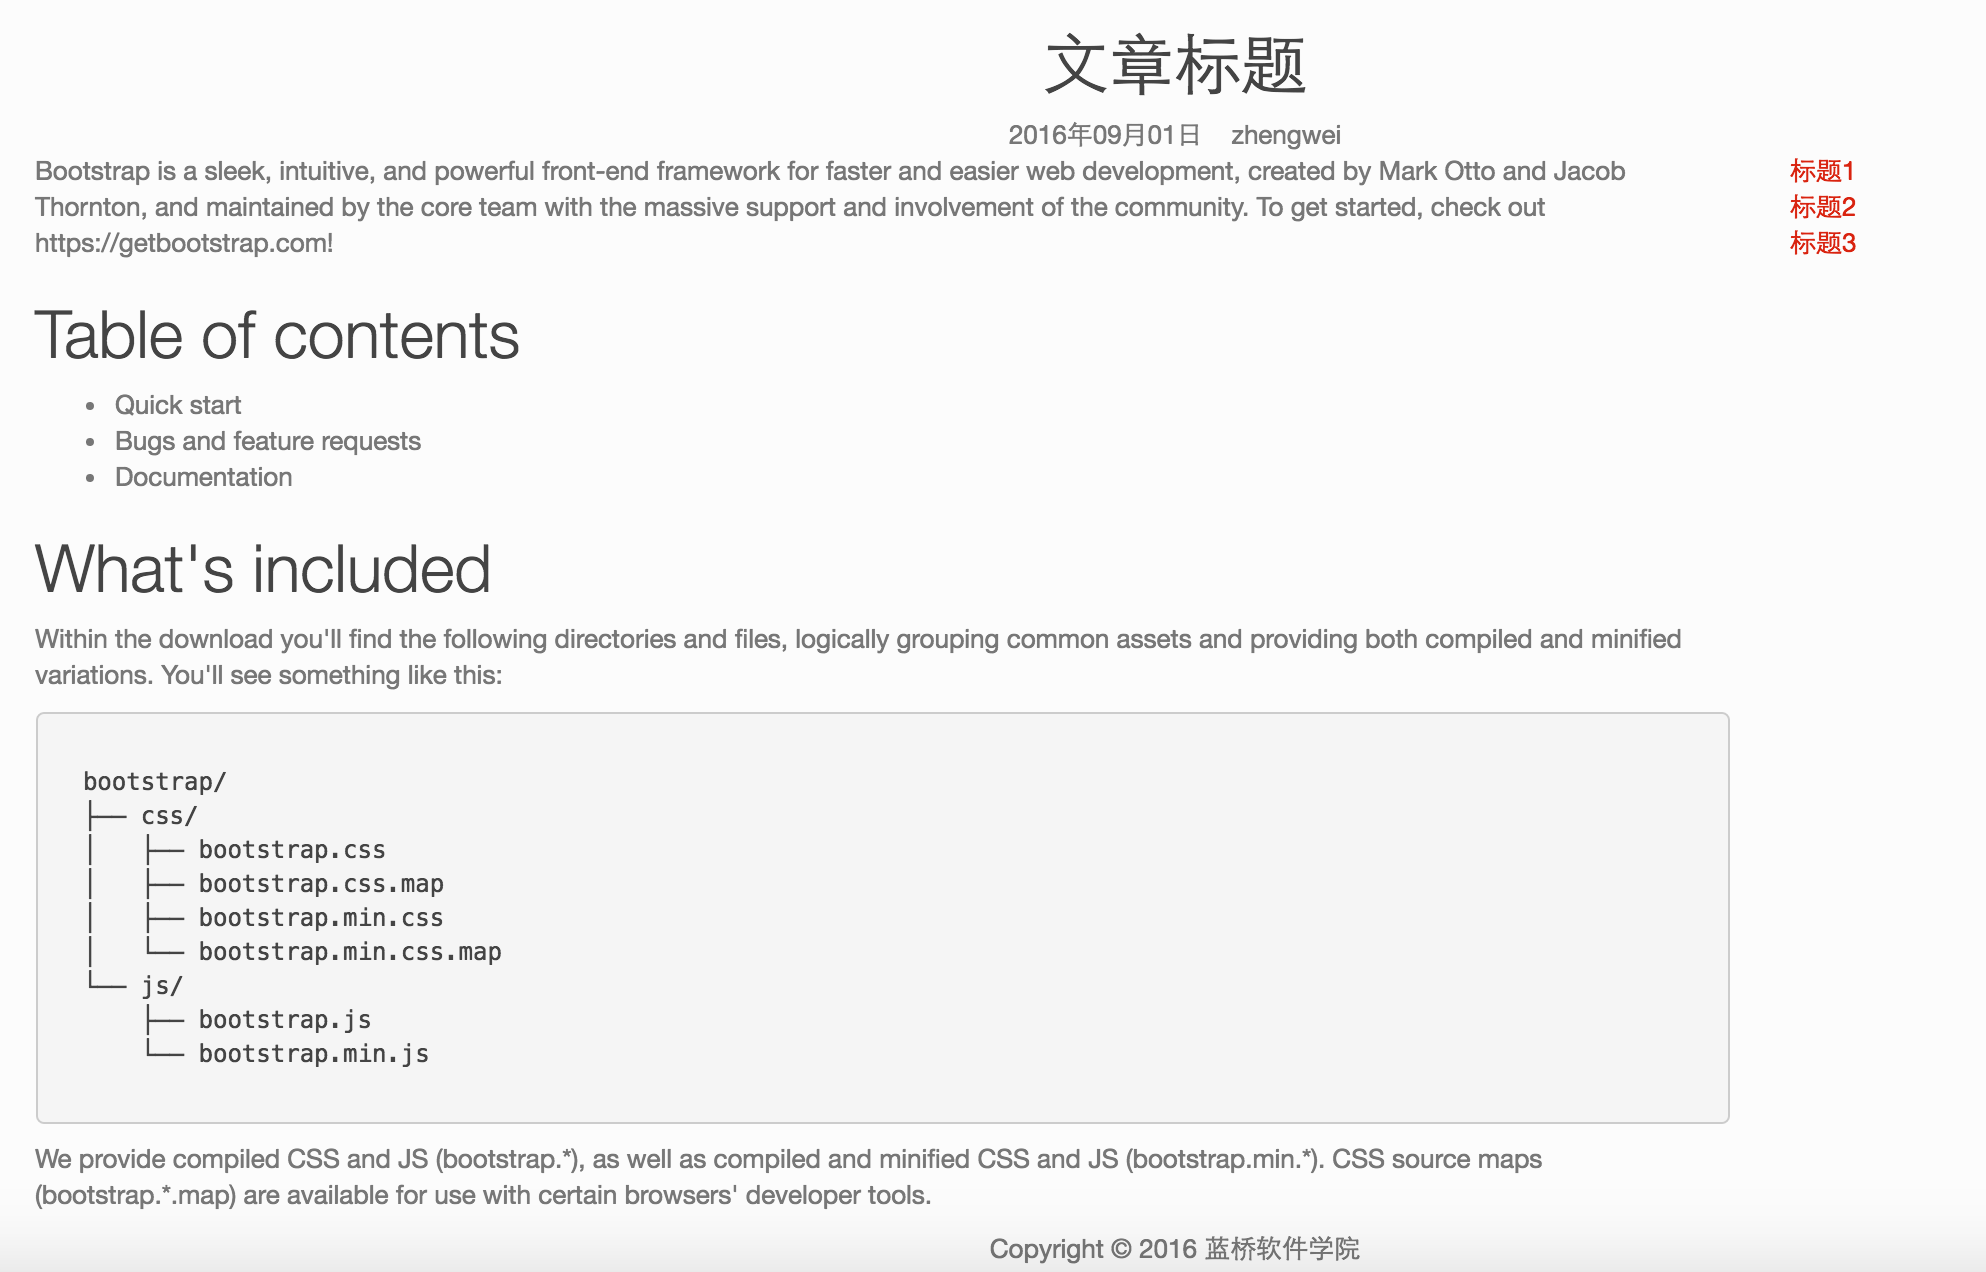 文章标题
2016年09月01日 zhengwei
Bootstrap is a sleek, intuitive, and powerful front-end framework for faster and easier web development, created by Mark Otto and Jacob
Thornton, and maintained by the core team with the massive support and involvement of the community. To get started, check out
https://getbootstrap.com!
标题1
标题2
标题3
Table of contents
• Quick start
• Bugs and feature requests
• Documentation
What's included
Within the download you'll find the following directories and files, logically grouping common assets and providing both compiled and minified
variations. You'll see something like this:
bootstrap/
├── css/
│   ├── bootstrap.css
│   ├── bootstrap.css.map
│   ├── bootstrap.min.css
│   └── bootstrap.min.css.map
└── js/
    ├── bootstrap.js
    └── bootstrap.min.js
We provide compiled CSS and JS (bootstrap.*), as well as compiled and minified CSS and JS (bootstrap.min.*). CSS source maps
(bootstrap.*.map) are available for use with certain browsers' developer tools.
Copyright © 2016 蓝桥软件学院